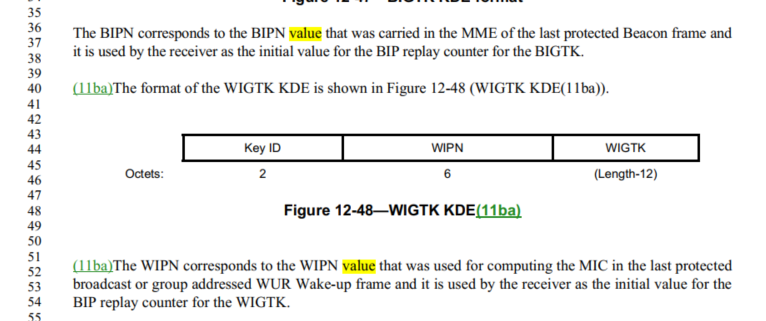 35
36 The BIPN corresponds to the BIPN value that was carried in the MME of the last protected Beacon frame and
37 it is used by the receiver as the initial value for the BIP replay counter for the BIGTK.
38
39
40 (11ba)The format of the WIGTK KDE is shown in Figure 12-48 (WIGTK KDE(11ba)).
41
42
43
44 Key ID WIPN WIGTK
45
46 Octets: 2 6 (Length-12)
47
48 Figure 12-48—WIGTK KDE(11ba)
49
50
51
52 (11ba)The WIPN corresponds to the WIPN value that was used for computing the MIC in the last protected
53 broadcast or group addressed WUR Wake-up frame and it is used by the receiver as the initial value for the
54 BIP replay counter for the WIGTK.
55